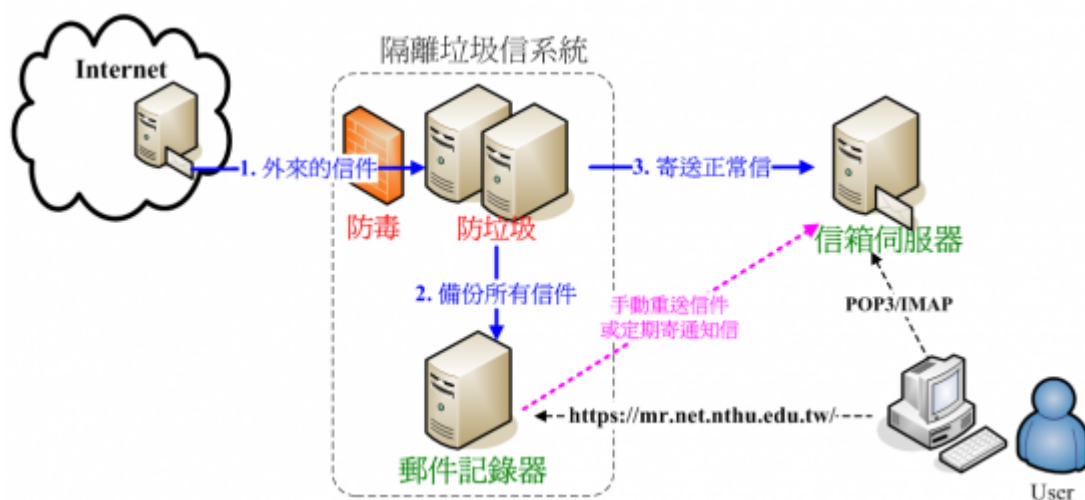 隔離垃圾信系統
Internet
1. 外來的信件
3. 寄送正常信
防毒
防垃圾
信箱伺服器
2. 備份所有信件
手動重送信件
或定期寄通知信
POP3/IMAP
https://mr.net.nthu.edu.tw/
郵件記錄器
User